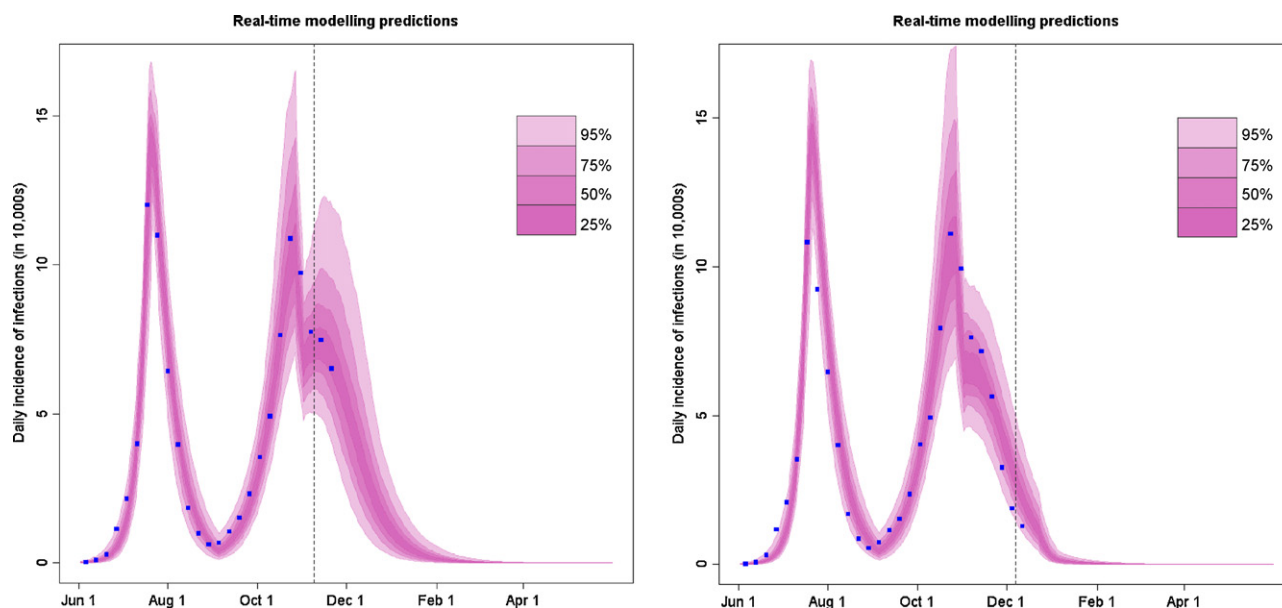 Real-time modelling predictions
Daily incidence of infections (in 10,000s)
15
10
5
0
95%
75%
50%
25%
Jun 1 Aug 1 Oct 1 Dec 1 Feb 1 Apr 1
Real-time modelling predictions
Daily incidence of infections (in 10,000s)
15
10
5
0
95%
75%
50%
25%
Jun 1 Aug 1 Oct 1 Dec 1 Feb 1 Apr 1